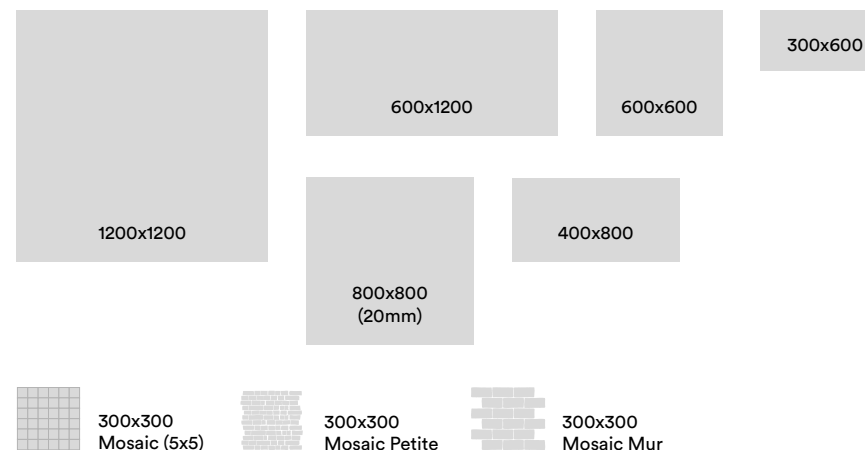 300x600
600x1200
600x600
1200x1200
400x800
800x800
(20mm)
300x300
Mosaic (5x5)
300x300
Mosaic Petite
300x300
Mosaic Mur